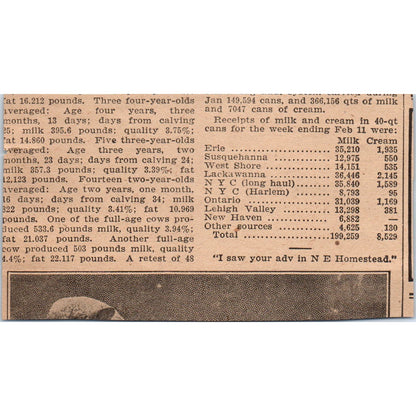 fat 16.212 pounds. Three four-year-olds
averaged: Age four years, three
months, 13 days; days from calving
25; milk 395.6 pounds; quality 3.75%;
fat 14.860 pounds. Five three-year-olds
averaged: Age three years, two
months, 23 days; days from calving 24;
milk 357.3 pounds; quality 3.39%; fat
12.123 pounds. Fourteen two-year-olds
averaged: Age two years, one month,
16 days; days from calving 34; milk
322 pounds; quality 3.41%; fat 10.969
pounds. One of the full-age cows pro-
duced 533.6 pounds milk, quality 3.94%;
fat 21.037 pounds. Another full-age
cow produced 503 pounds milk, quality
4.4%; fat 22.117 pounds. A retest of 48
Jan 149,594 cans, and 366,156 qts of milk
and 7047 cans of cream.
Receipts of milk and cream in 40-qt
cans for the week ending Feb 11 were:
Milk Cream
Erie 35,210 1,935
Susquehanna 12,975 550
West Shore 14,151 535
Lackawanna 36,446 2,145
N Y C (long haul) 35,840 1,589
N Y C (Harlem) 8,793 95
Ontario 31,039 1,169
Lehigh Valley 13,298 381
New Haven 6,882 —
Other sources 4,625 130
Total 199,259 8,529
"I saw your adv in N E Homestead."